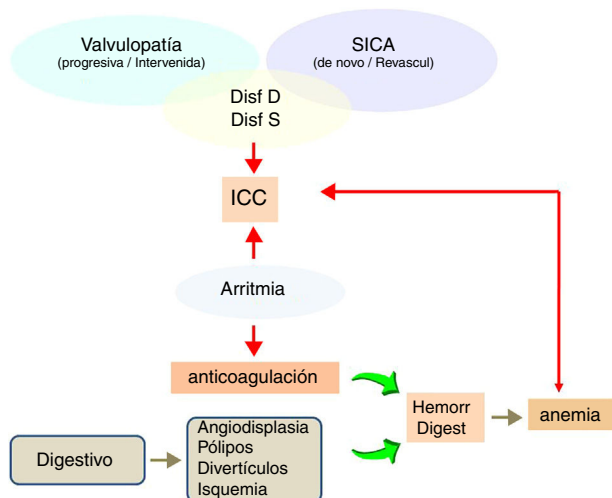 Valvulopatía
(progresiva / Intervenida)
SICA
(de novo / Revascul)
Disf D
Disf S
ICC
Arritmia
anticoagulación
Hemorr
Digest
anemia
Digestivo
Angiodisplasia
Pólipos
Divertículos
Isquemia